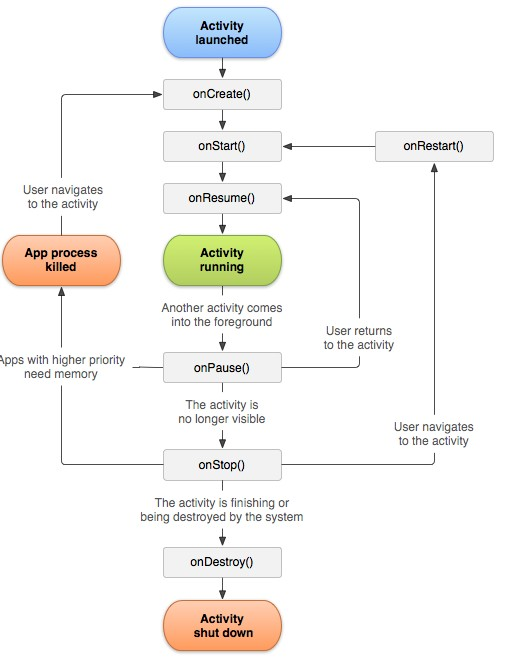 Activity
launched
onCreate()
onStart()
onRestart()
onResume()
User navigates
to the activity
App process
killed
Activity
running
Another activity comes
into the foreground
User returns
to the activity
Apps with higher priority
need memory
onPause()
The activity is
no longer visible
User navigates
to the activity
onStop()
The activity is finishing or
being destroyed by the system
onDestroy()
Activity
shut down